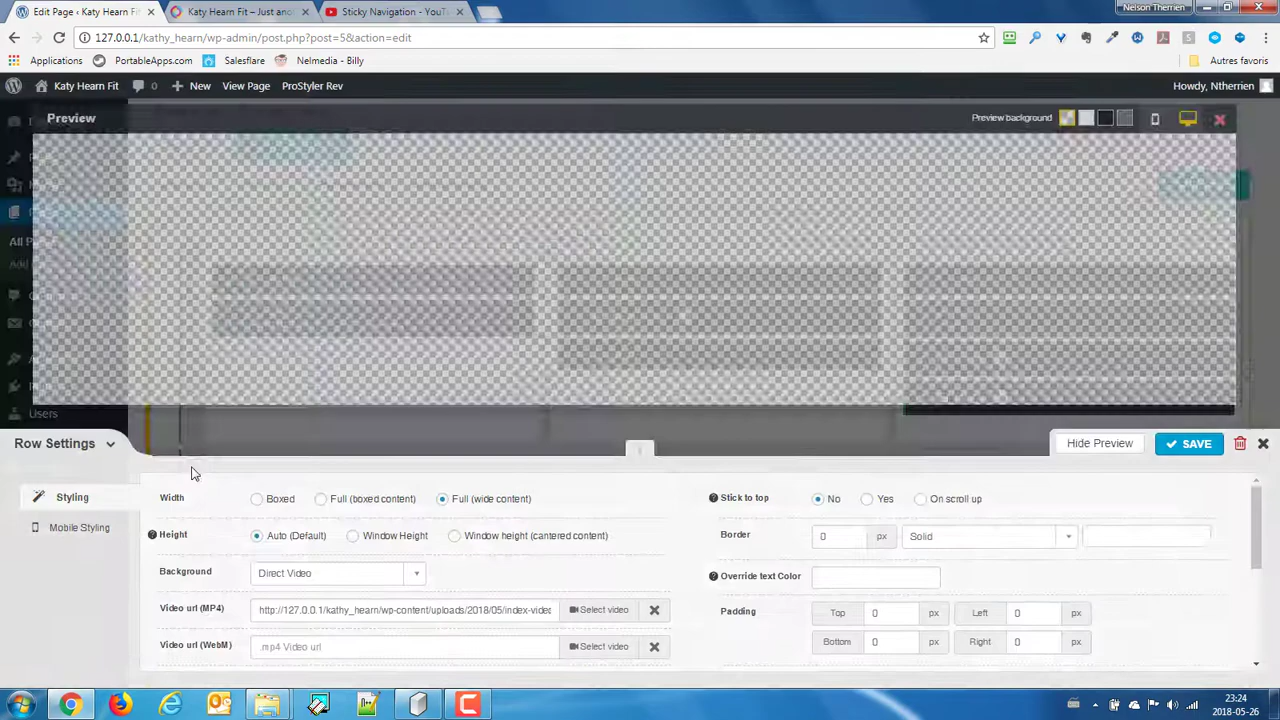 Nelson Therrien
Edit Page ‹ Katy Hearn Fi
Katy Hearn Fit – Just ano
Sticky Navigation - YouT
127.0.0.1/kathy_hearn/wp-admin/post.php?post=5&action=edit
Applications
PortableApps.com
Salesflare
Nelmedia - Billy
Autres favoris
Katy Hearn Fit
0
New
View Page
ProStyler Rev
Howdy, Ntherrien
Preview
Preview background
All P
Users
Row Settings
Hide Preview
SAVE
Styling
Mobile Styling
Width
Boxed
Full (boxed content)
Full (wide content)
Height
Auto (Default)
Window Height
Window height (cantered content)
Background
Direct Video
Video url (MP4)
http://127.0.0.1/kathy_hearn/wp-content/uploads/2018/05/index-videc
Select video
Video url (WebM)
.mp4 Video url
Select video
Stick to top
No
Yes
On scroll up
Border
0
px
Solid
Override text Color
Padding
Top
0
px
Left
0
px
Bottom
0
px
Right
0
px
23:24
2018-05-26